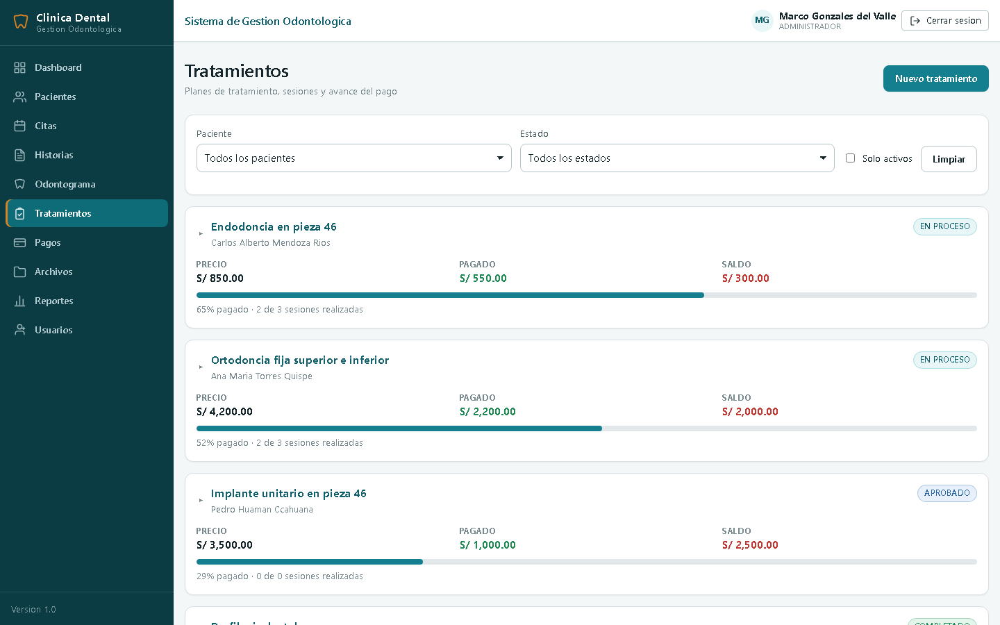 Clinica Dental
Gestion Odontologica
Dashboard
Pacientes
Citas
Historias
Odontograma
Tratamientos
Pagos
Archivos
Reportes
Usuarios
Version 1.0
Sistema de Gestion Odontologica
MG
Marco Gonzales del Valle
ADMINISTRADOR
Cerrar sesion
Tratamientos
Planes de tratamiento, sesiones y avance del pago
Nuevo tratamiento
Paciente
Estado
Todos los pacientes
Todos los estados
Solo activos
Limpiar
Endodoncia en pieza 46
EN PROCESO
Carlos Alberto Mendoza Rios
PRECIO PAGADO SALDO
S/ 850.00 S/ 550.00 S/ 300.00
65% pagado · 2 de 3 sesiones realizadas
Ortodoncia fija superior e inferior
EN PROCESO
Ana Maria Torres Quispe
PRECIO PAGADO SALDO
S/ 4,200.00 S/ 2,200.00 S/ 2,000.00
52% pagado · 2 de 3 sesiones realizadas
Implante unitario en pieza 46
APROBADO
Pedro Huaman Ccahuana
PRECIO PAGADO SALDO
S/ 3,500.00 S/ 1,000.00 S/ 2,500.00
29% pagado · 0 de 0 sesiones realizadas
COMPLETADO